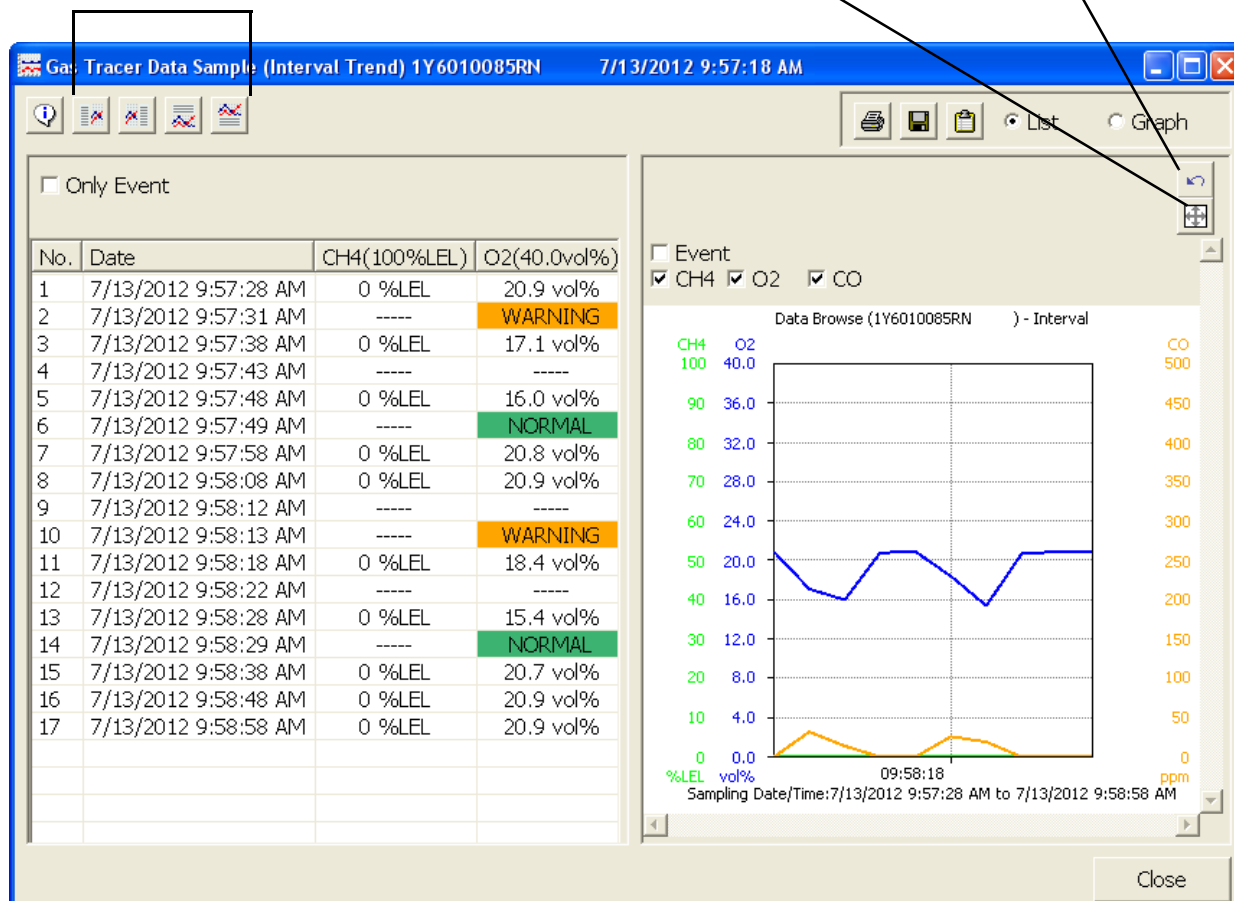 Gas Tracer Data Sample (Interval Trend) 1Y6010085RN 7/13/2012 9:57:18 AM
List Graph
Only Event
No. Date CH4(100%LEL) O2(40.0vol%)
1 7/13/2012 9:57:28 AM 0 %LEL 20.9 vol%
2 7/13/2012 9:57:31 AM ----- WARNING
3 7/13/2012 9:57:38 AM 0 %LEL 17.1 vol%
4 7/13/2012 9:57:43 AM ----- -----
5 7/13/2012 9:57:48 AM 0 %LEL 16.0 vol%
6 7/13/2012 9:57:49 AM ----- NORMAL
7 7/13/2012 9:57:58 AM 0 %LEL 20.8 vol%
8 7/13/2012 9:58:08 AM 0 %LEL 20.9 vol%
9 7/13/2012 9:58:12 AM ----- -----
10 7/13/2012 9:58:13 AM ----- WARNING
11 7/13/2012 9:58:18 AM 0 %LEL 18.4 vol%
12 7/13/2012 9:58:22 AM ----- -----
13 7/13/2012 9:58:28 AM 0 %LEL 15.4 vol%
14 7/13/2012 9:58:29 AM ----- NORMAL
15 7/13/2012 9:58:38 AM 0 %LEL 20.7 vol%
16 7/13/2012 9:58:48 AM 0 %LEL 20.9 vol%
17 7/13/2012 9:58:58 AM 0 %LEL 20.9 vol%
Event
CH4 O2 CO
Data Browse (1Y6010085RN ) - Interval
CH4 O2 CO
100 40.0 500
90 36.0 450
80 32.0 400
70 28.0 350
60 24.0 300
50 20.0 250
40 16.0 200
30 12.0 150
20 8.0 100
10 4.0 50
0 0.0 0
%LEL vol% 09:58:18 ppm
Sampling Date/Time:7/13/2012 9:57:28 AM to 7/13/2012 9:58:58 AM
Close